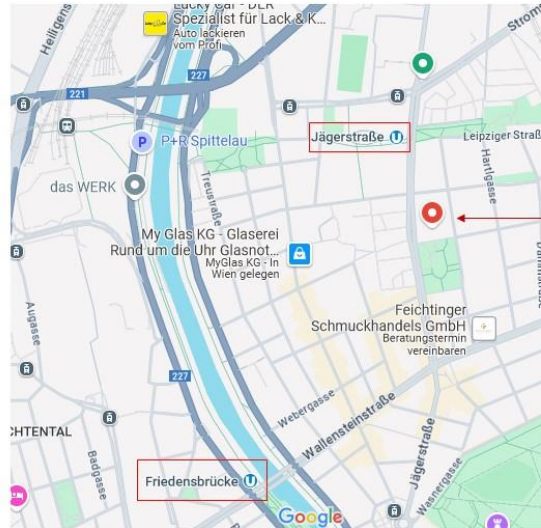 Lucky Car - DER
Spezialist für Lack & K...
Auto lackieren
vom Profi
Heiligens
227
221
Strom
P+R Spittelau
Jägerstraße
Leipziger Straß
Hartlgasse
das WERK
Treustraße
My Glas KG - Glaserei
Rund um die Uhr Glasnot...
MyGlas KG - In
Wien gelegen
Feichtinger
Schmuckhandels GmbH
Beratungstermin
vereinbaren
Augasse
227
Webergasse
Wallensteinstraße
CHTENTAL
Badgasse
Jägerstraße
Wasnergasse
Friedensbrücke
Google